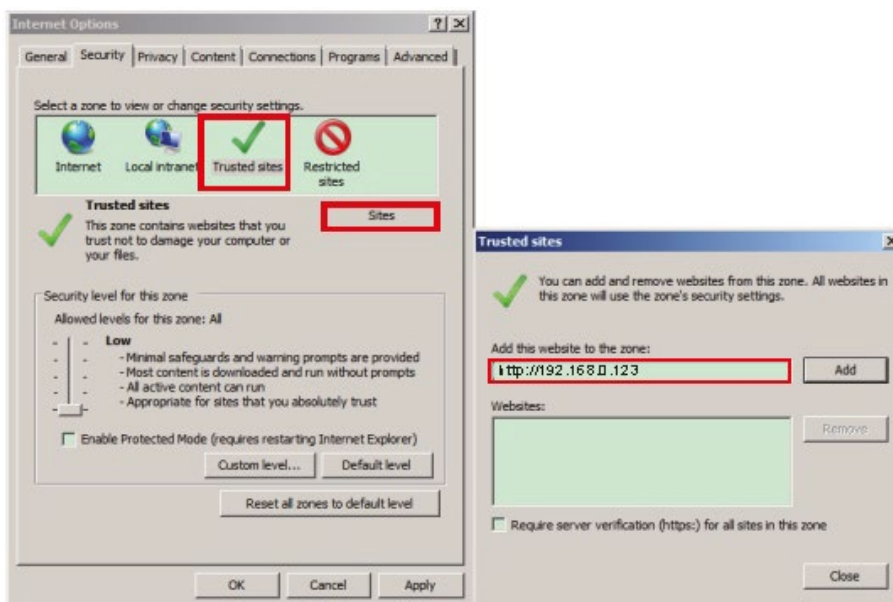 Internet Options
General Security Privacy Content Connections Programs Advanced
Select a zone to view or change security settings.
Internet
Local intranet
Trusted sites
Restricted
sites
Trusted sites
This zone contains websites that you
trust not to damage your computer or
your files.
Sites
Security level for this zone
Allowed levels for this zone: All
Low
- Minimal safeguards and warning prompts are provided
- Most content is downloaded and run without prompts
- All active content can run
- Appropriate for sites that you absolutely trust
Enable Protected Mode (requires restarting Internet Explorer)
Custom level... Default level
Reset all zones to default level
OK Cancel Apply
Trusted sites
You can add and remove websites from this zone. All websites in
this zone will use the zone's security settings.
Add this website to the zone:
http://192.168.0.123
Add
Websites:
Remove
Require server verification (https:) for all sites in this zone
Close